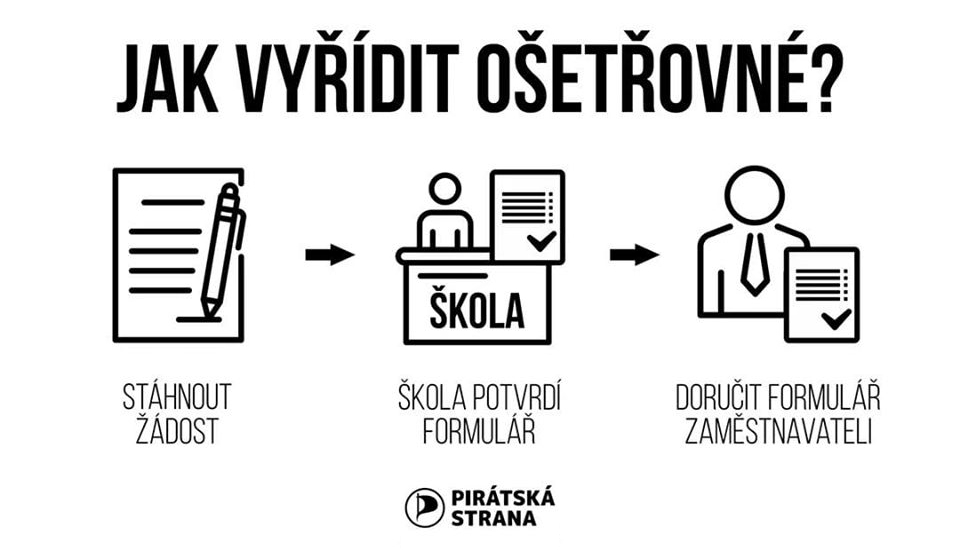 JAK VYŘÍDIT OŠETŘOVNÉ?
ŠKOLA
STÁHNOUT
ŽÁDOST
ŠKOLA POTVRDÍ
FORMULÁŘ
DORUČIT FORMULÁŘ
ZAMĚSTNAVATELI
PIRÁTSKÁ
STRANA